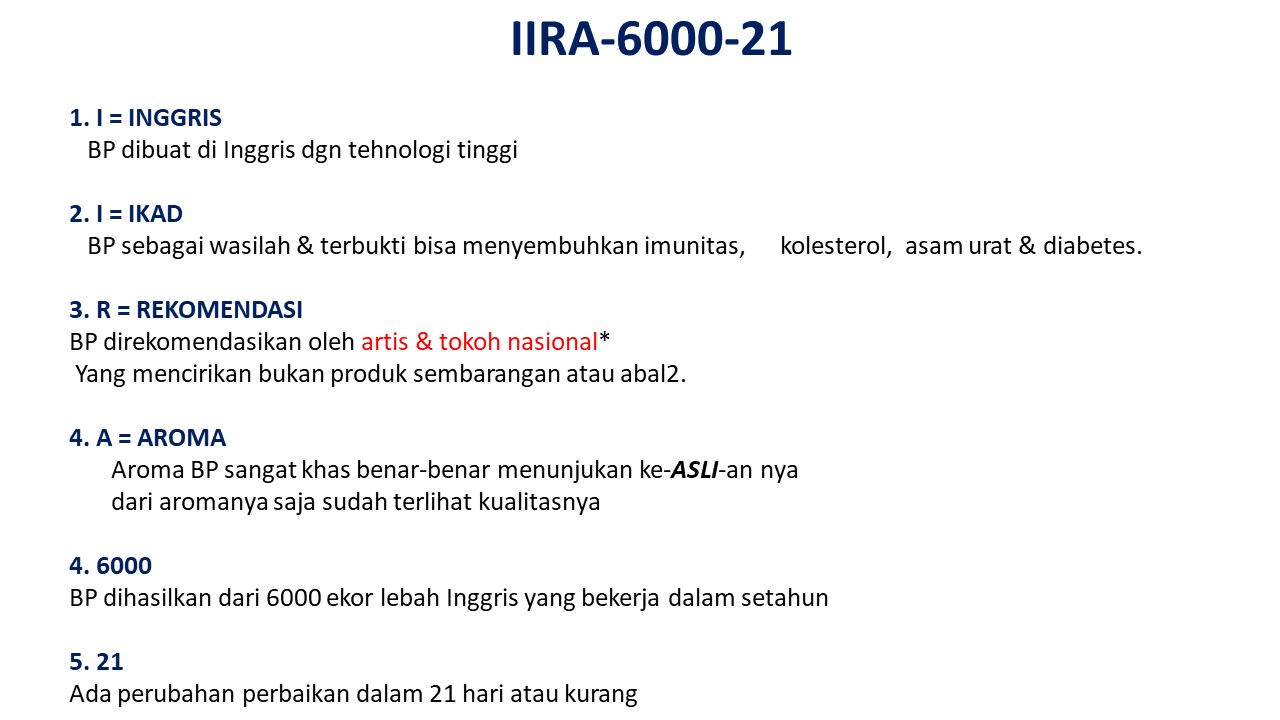 IIRA-6000-21
1. I = INGGRIS
BP dibuat di Inggris dgn tehnologi tinggi
2. I = IKAD
BP sebagai wasilah & terbukti bisa menyembuhkan imunitas, kolesterol, asam urat & diabetes.
3. R = REKOMENDASI
BP direkomendasikan oleh artis & tokoh nasional*
Yang mencirikan bukan produk sembarangan atau abal2.
4. A = AROMA
Aroma BP sangat khas benar-benar menunjukan ke-ASLI-an nya
dari aromanya saja sudah terlihat kualitasnya
4. 6000
BP dihasilkan dari 6000 ekor lebah Inggris yang bekerja dalam setahun
5. 21
Ada perubahan perbaikan dalam 21 hari atau kurang